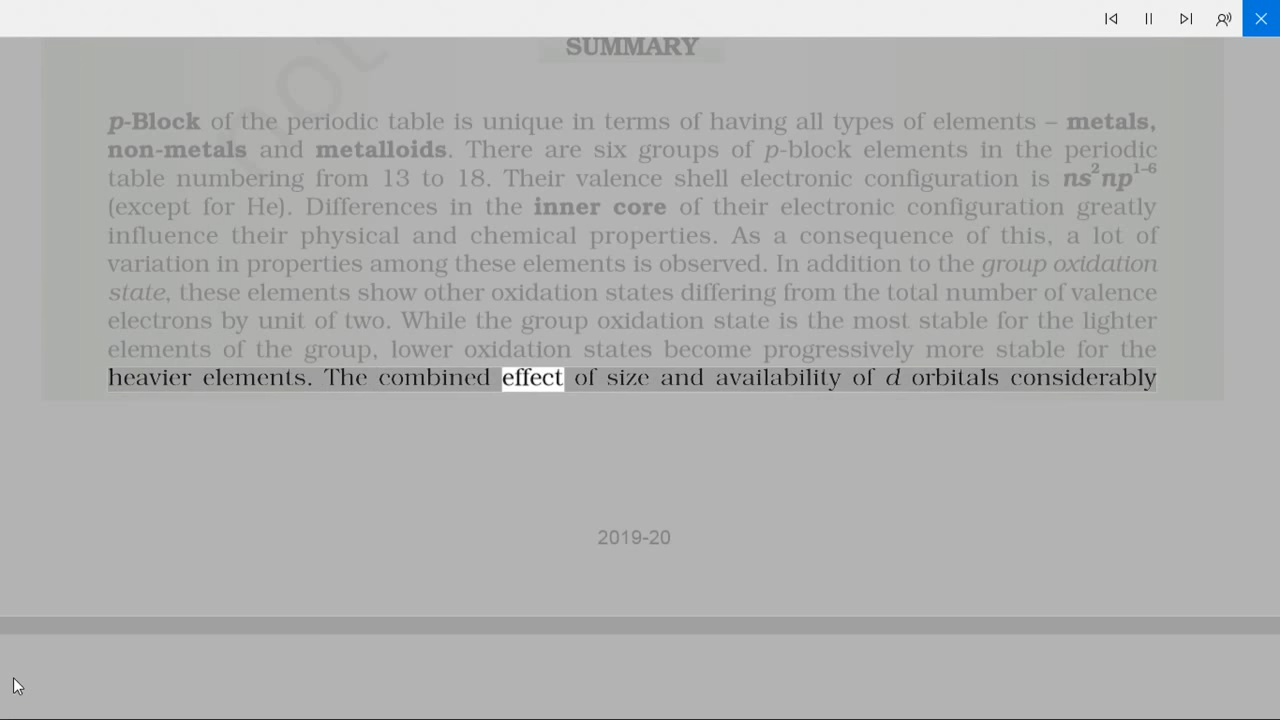 SUMMARY
p-Block of the periodic table is unique in terms of having all types of elements – metals,
non-metals and metalloids. There are six groups of p-block elements in the periodic
table numbering from 13 to 18. Their valence shell electronic configuration is ns²np¹⁻⁶
(except for He). Differences in the inner core of their electronic configuration greatly
influence their physical and chemical properties. As a consequence of this, a lot of
variation in properties among these elements is observed. In addition to the group oxidation
state, these elements show other oxidation states differing from the total number of valence
electrons by unit of two. While the group oxidation state is the most stable for the lighter
elements of the group, lower oxidation states become progressively more stable for the
heavier elements. The combined effect of size and availability of d orbitals considerably
2019-20